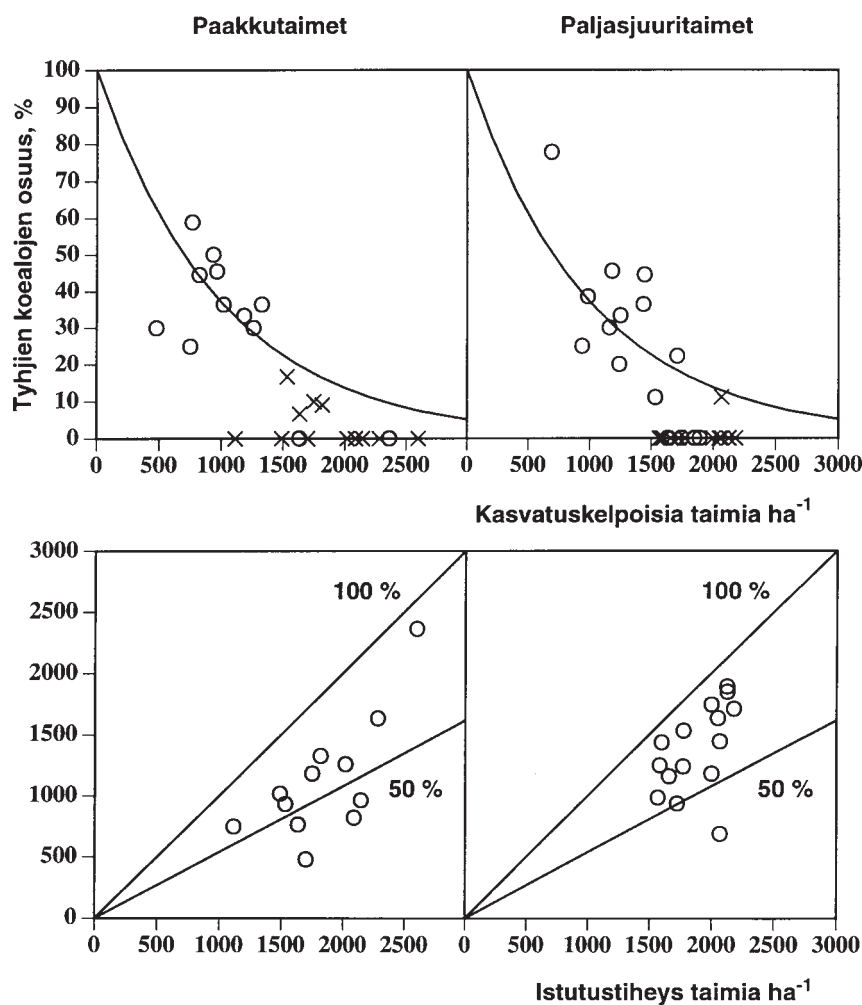 Paakkutaimet Paljasjuuritaimet
Tyhjien koealojen osuus, %
100
90
80
70
60
50
40
30
20
10
0
0 500 1000 1500 2000 0 500 1000 1500 2000 2500 3000
Kasvatuskelpoisia taimia ha⁻¹
3000
2500
2000
1500
1000
500
0
100 % 100 %
50 % 50 %
0 500 1000 1500 2000 0 500 1000 1500 2000 2500 3000
Istutustiheys taimia ha⁻¹